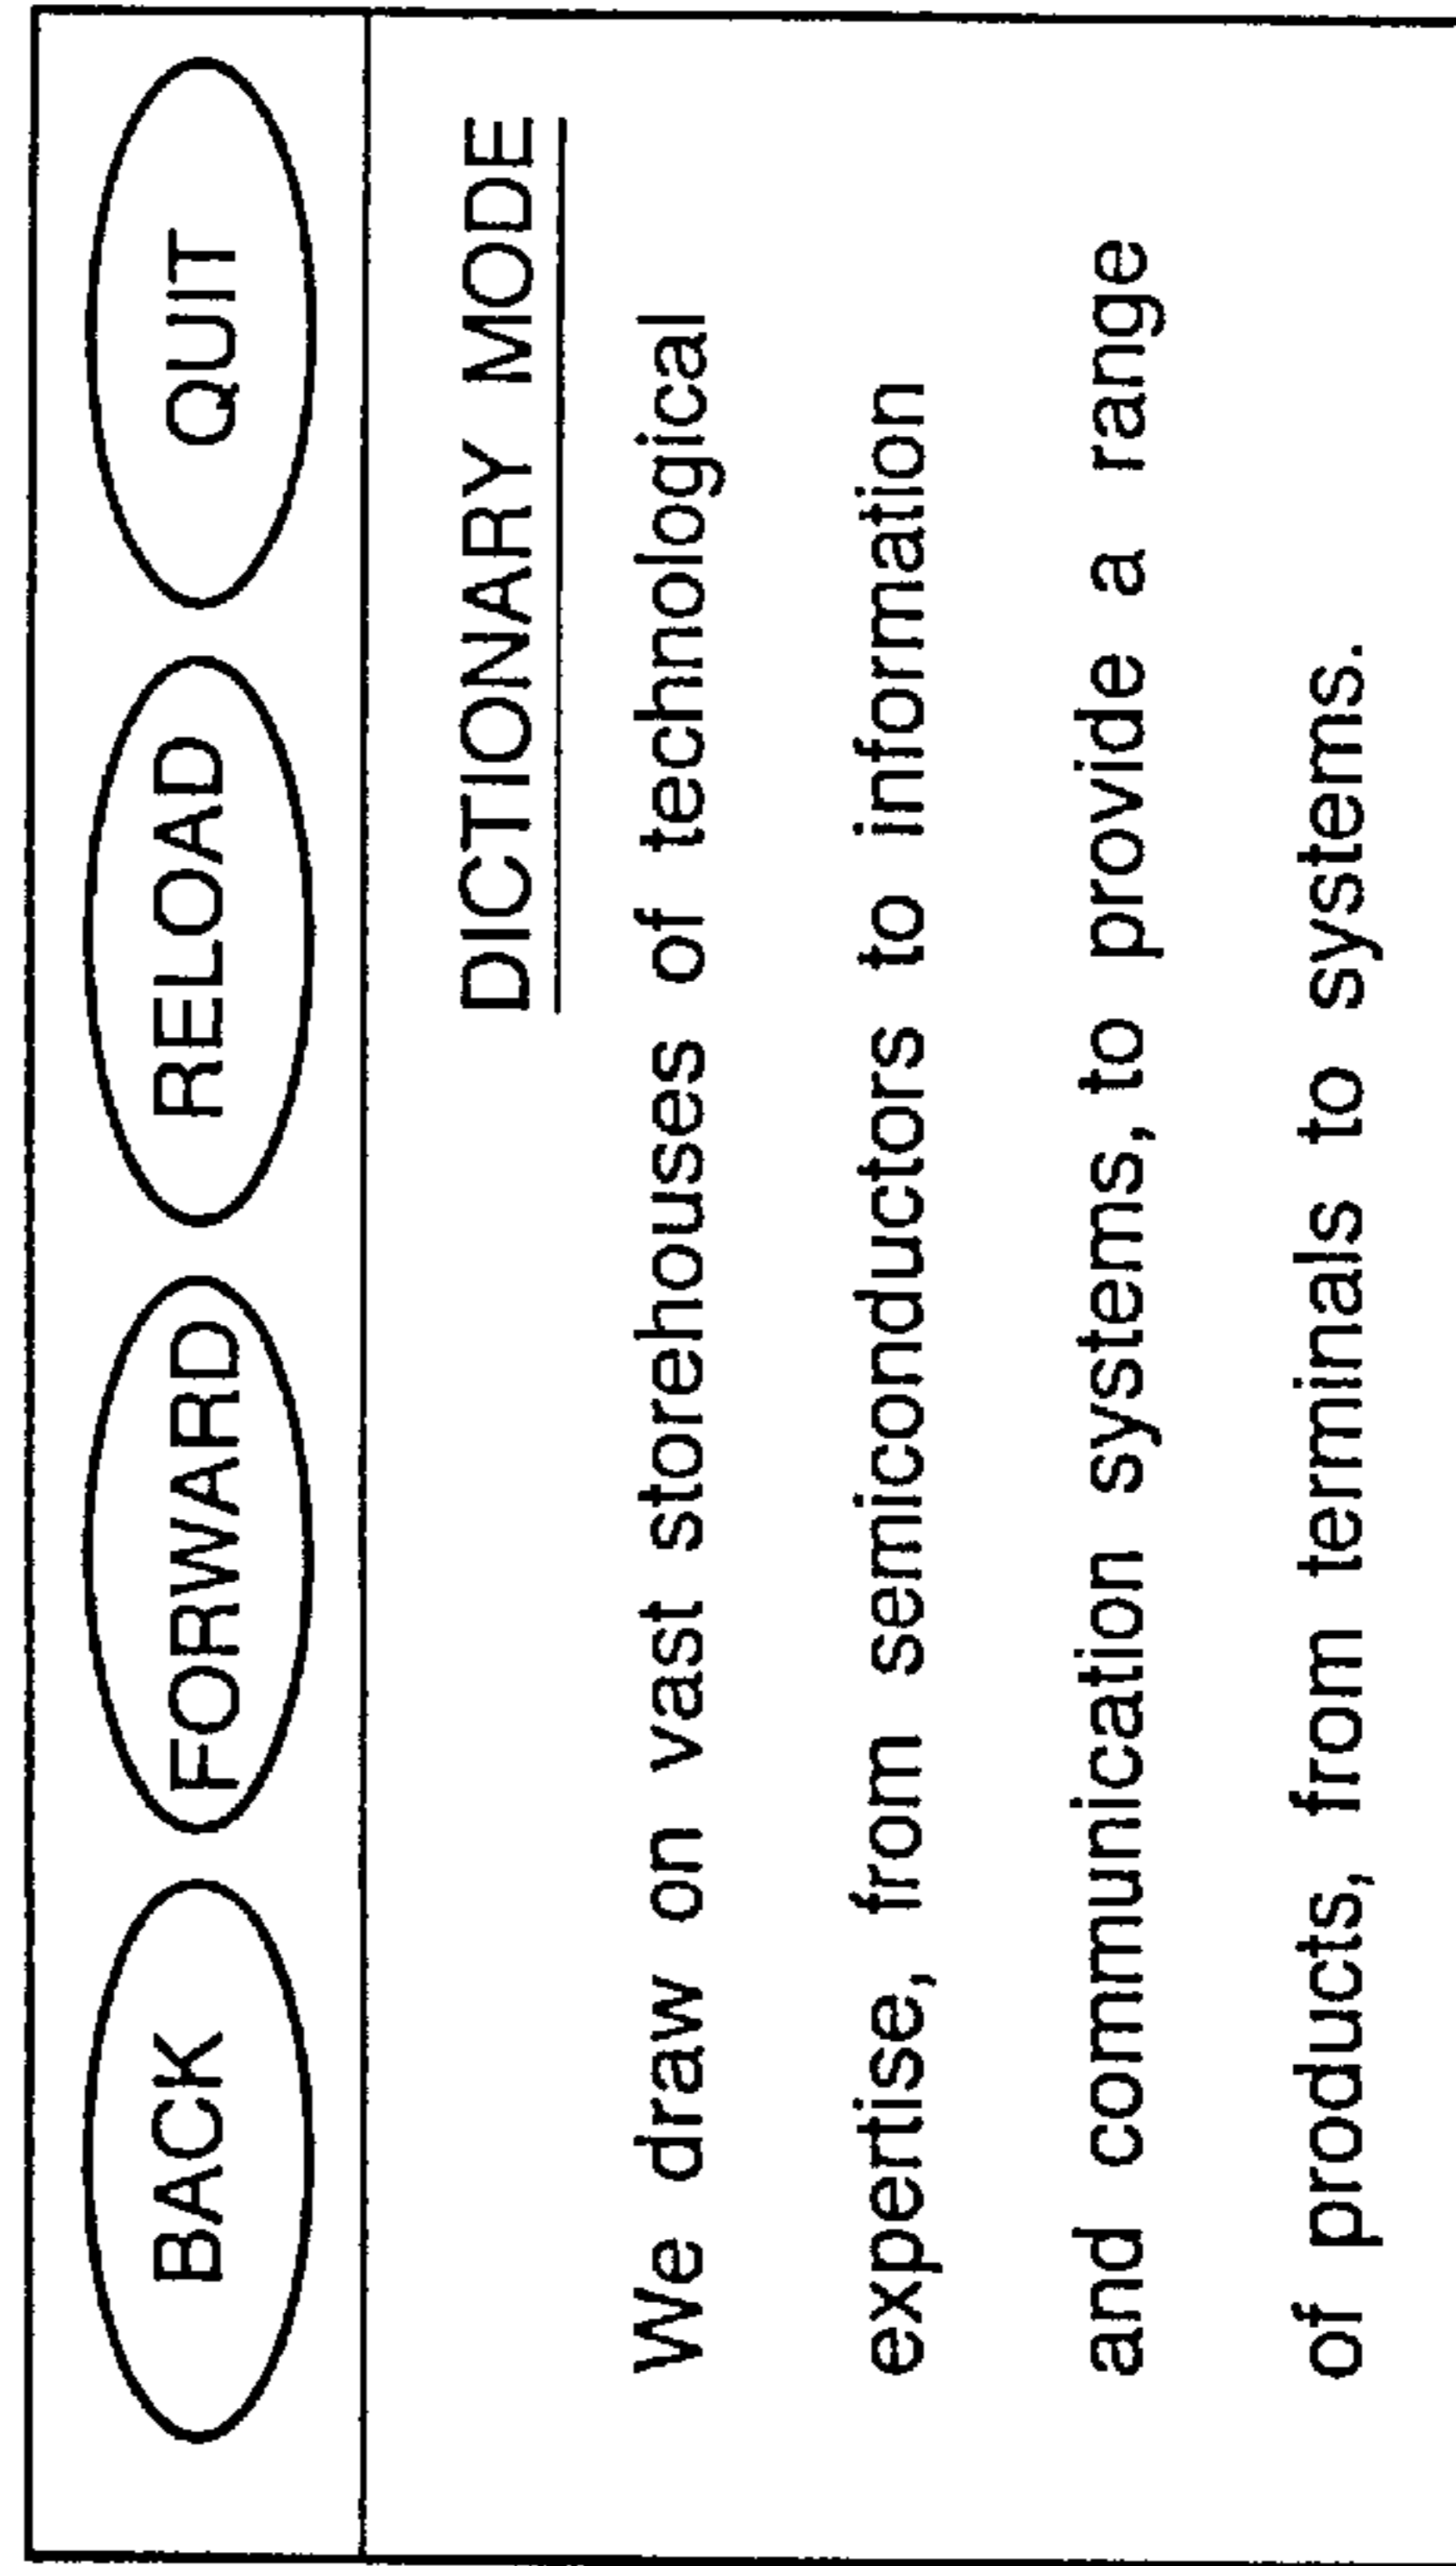 BACK FORWARD RELOAD QUIT
DICTIONARY MODE
We draw on vast storehouses of technological
expertise, from semiconductors to information
and communication systems, to provide a range
of products, from terminals to systems.